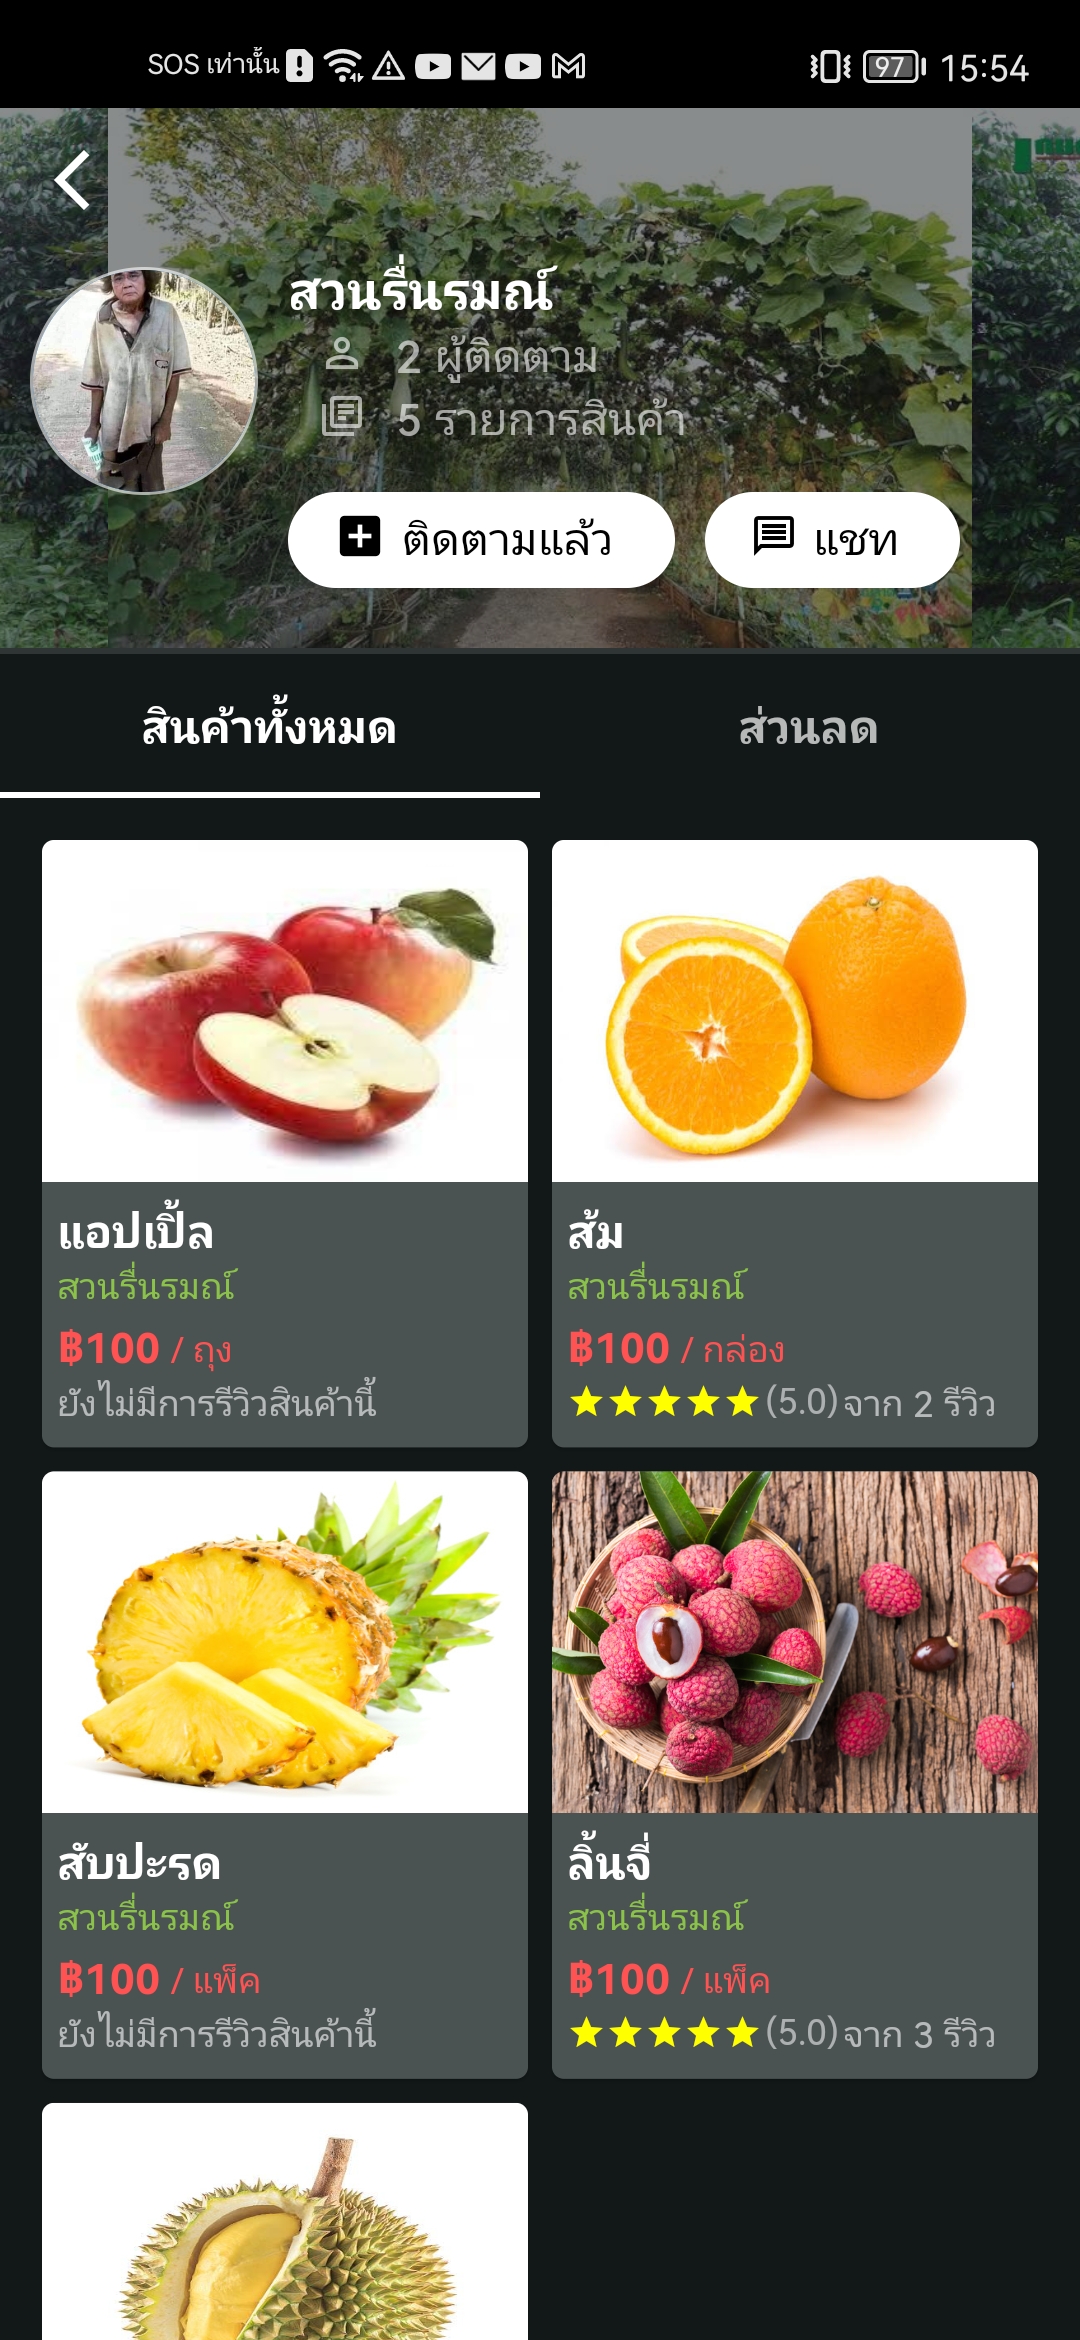 SOS เท่านั้น 97 15:54
สวนรื่นรมณ์
2 ผู้ติดตาม
5 รายการสินค้า
ติดตามแล้ว แชท
สินค้าทั้งหมด ส่วนลด
แอปเปิ้ล
สวนรื่นรมณ์
฿100 / ถุง
ยังไม่มีการรีวิวสินค้านี้
ส้ม
สวนรื่นรมณ์
฿100 / กล่อง
(5.0) จาก 2 รีวิว
สับปะรด
สวนรื่นรมณ์
฿100 / แพ็ค
ยังไม่มีการรีวิวสินค้านี้
ลิ้นจี่
สวนรื่นรมณ์
฿100 / แพ็ค
(5.0) จาก 3 รีวิว